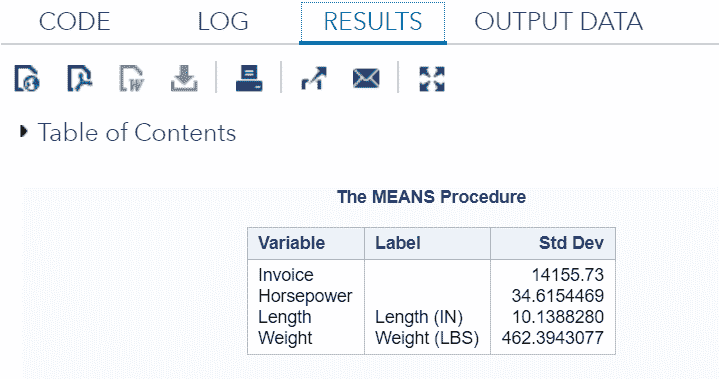 CODE LOG RESULTS OUTPUT DATA
Table of Contents
The MEANS Procedure
Variable Label Std Dev
Invoice 14155.73
Horsepower 34.6154469
Length Length (IN) 10.1388280
Weight Weight (LBS) 462.3943077